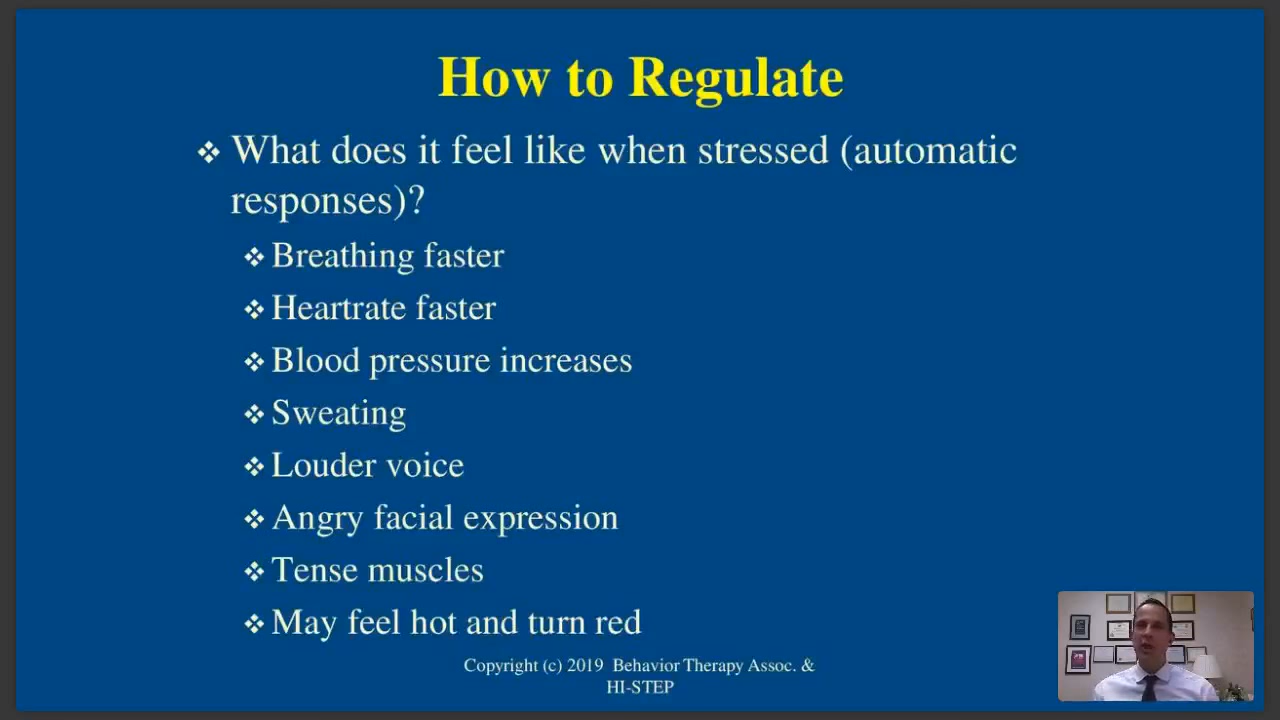 How to Regulate
❖ What does it feel like when stressed (automatic
responses)?
❖ Breathing faster
❖ Heartrate faster
❖ Blood pressure increases
❖ Sweating
❖ Louder voice
❖ Angry facial expression
❖ Tense muscles
❖ May feel hot and turn red
Copyright (c) 2019 Behavior Therapy Assoc. &
HI-STEP